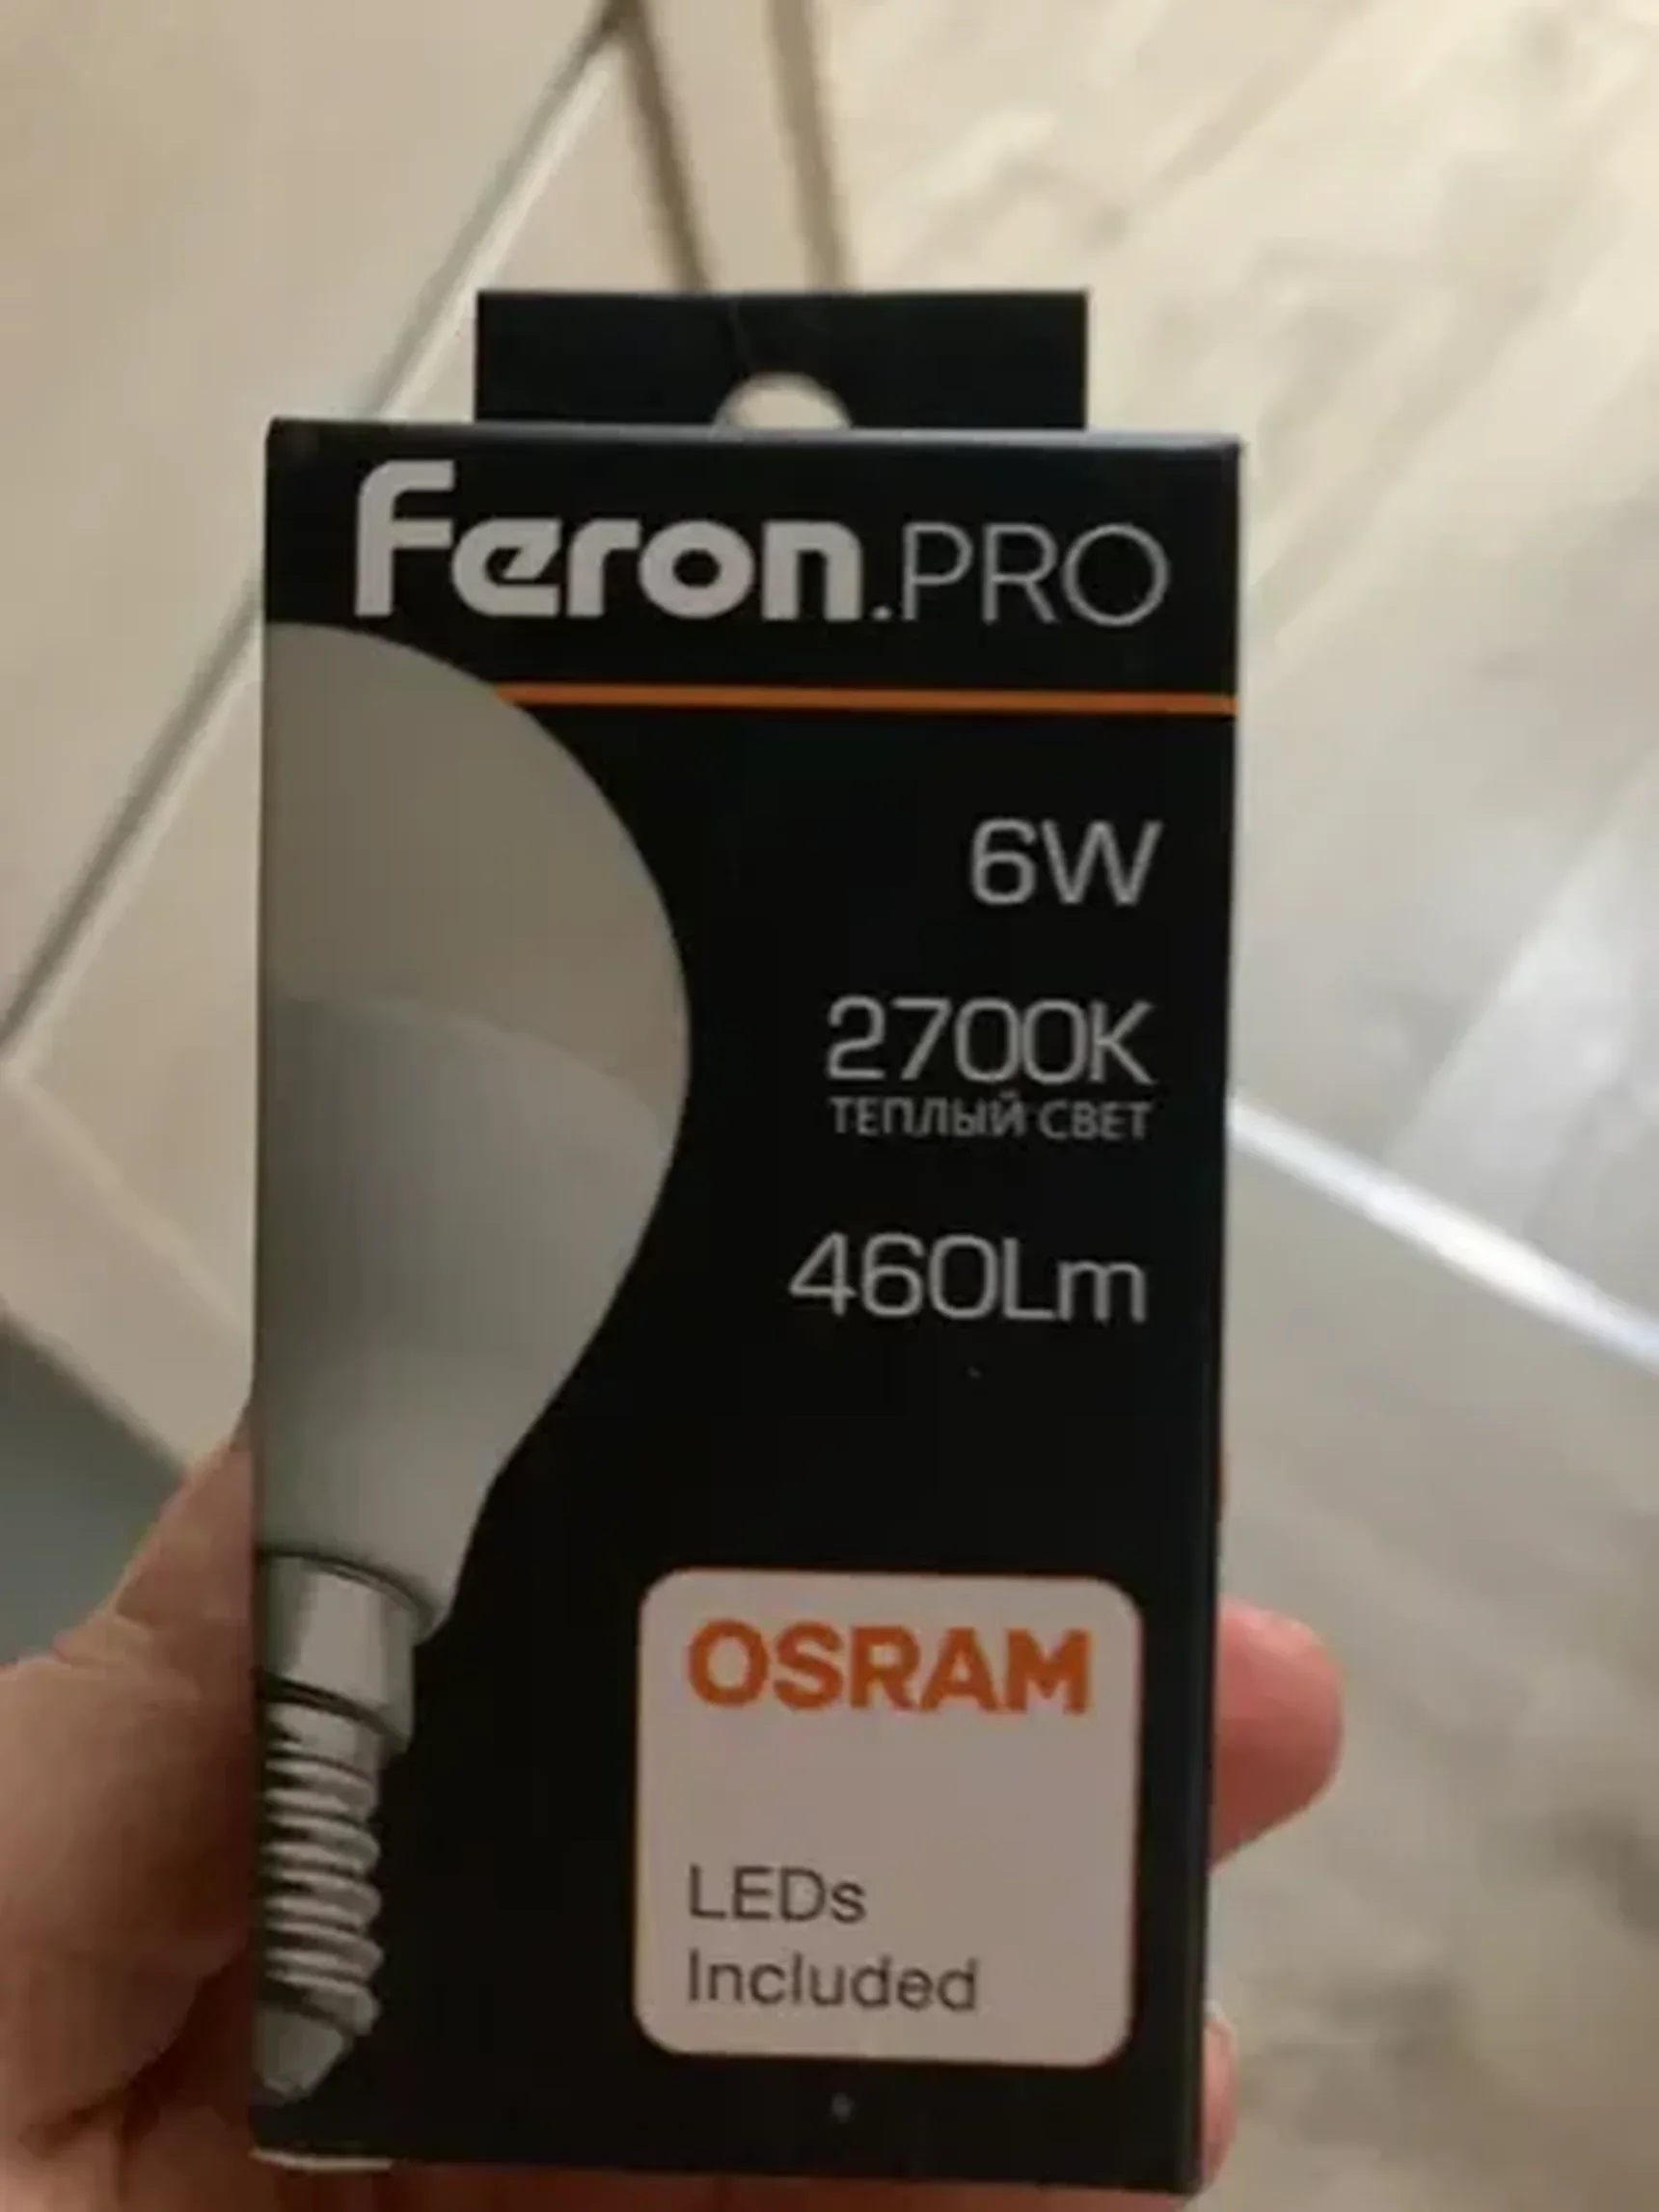 Feron.PRO
6W
2700K
ТЕПЛЫЙ СВЕТ
460Lm
OSRAM
LEDs
Included